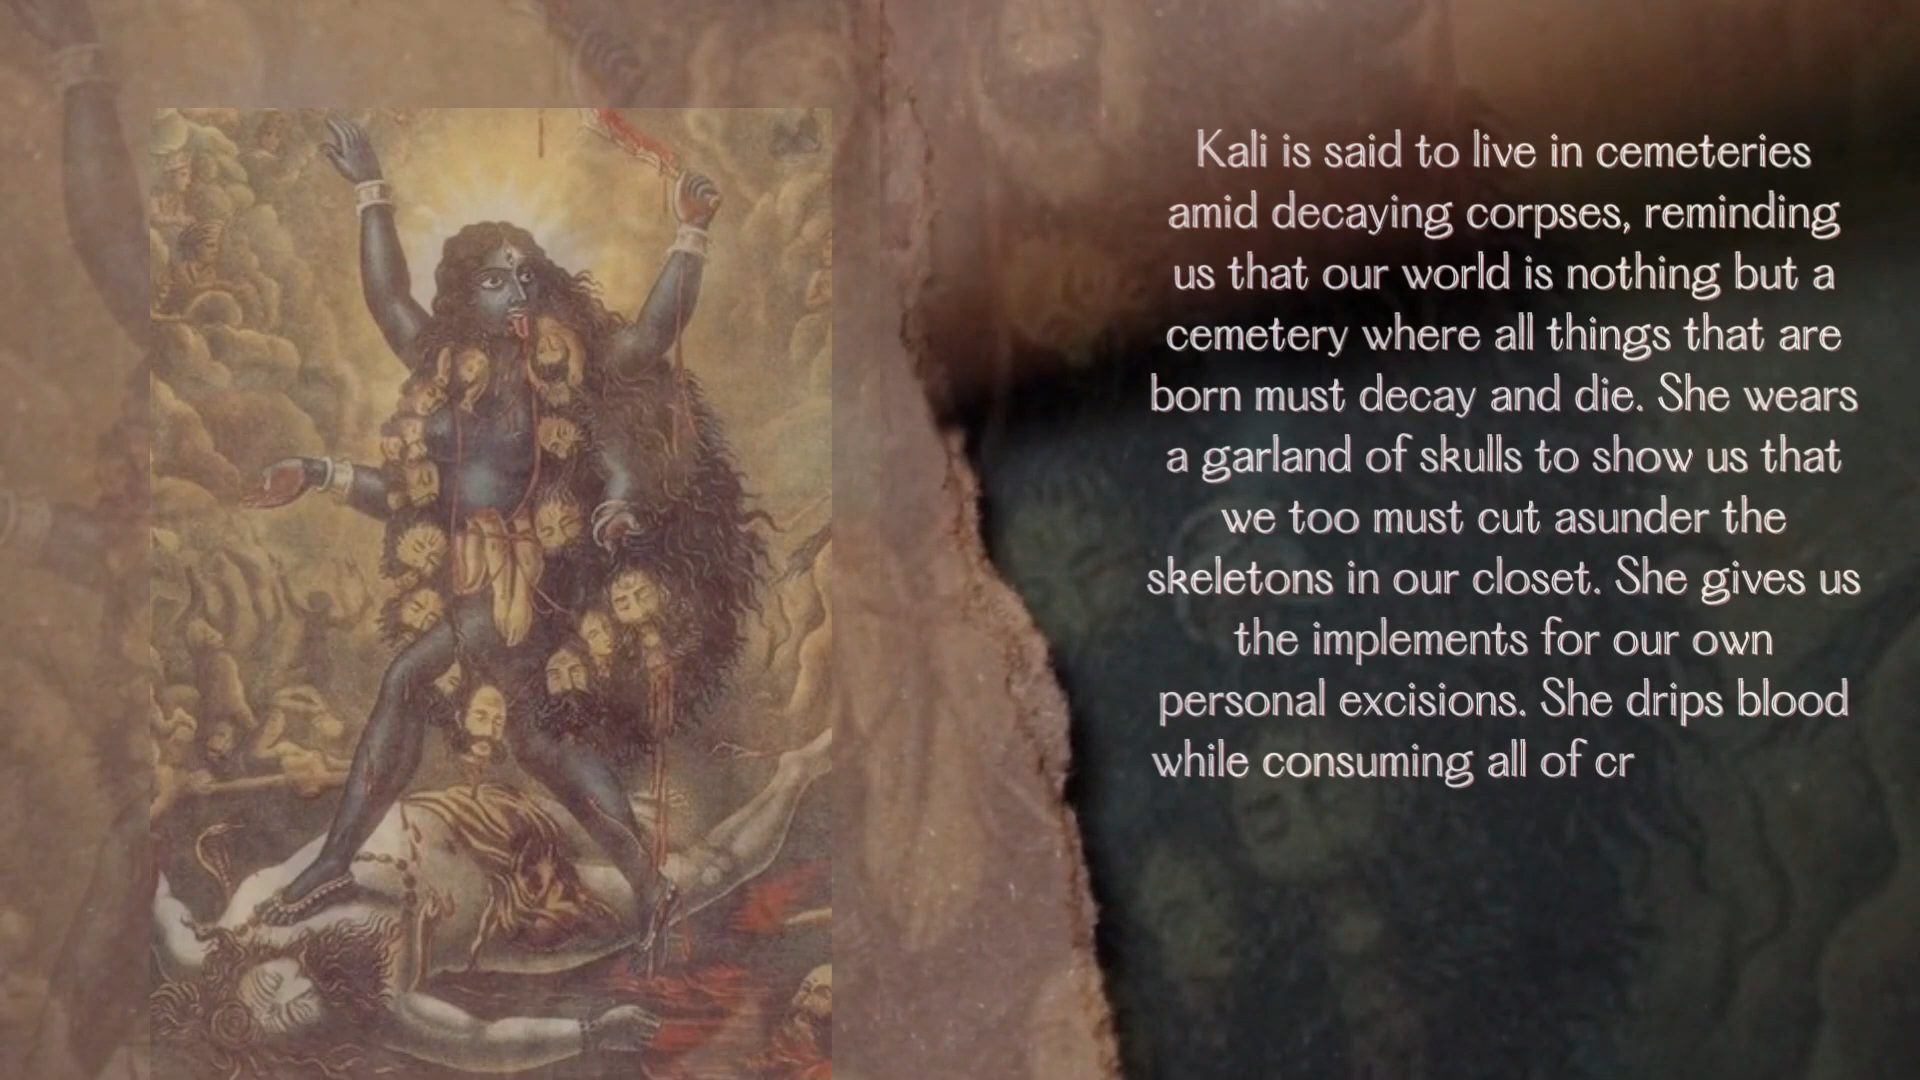 Kali is said to live in cemeteries
amid decaying corpses, reminding
us that our world is nothing but a
cemetery where all things that are
born must decay and die. She wears
a garland of skulls to show us that
we too must cut asunder the
skeletons in our closet. She gives us
the implements for our own
personal excisions. She drips blood
while consuming all of cr